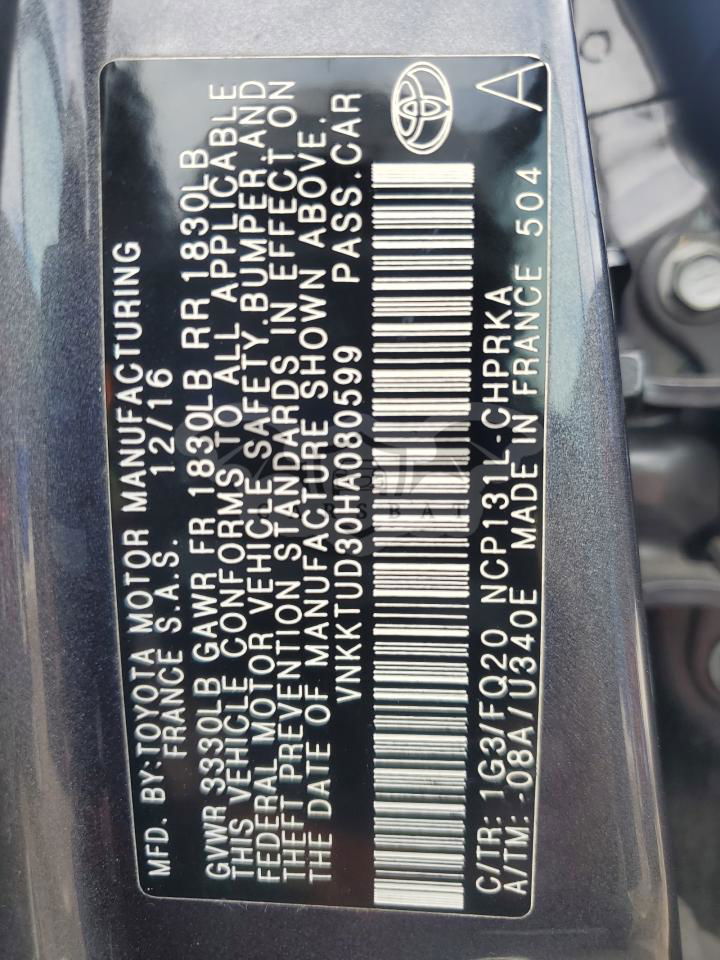 MFD. BY:TOYOTA MOTOR MANUFACTURING
FRANCE S.A.S. 12/16
GVWR 3330LB GAWR FR 1830LB RR 1830LB
THIS VEHICLE CONFORMS TO ALL APPLICABLE
FEDERAL MOTOR VEHICLE SAFETY,BUMPER,AND
THEFT PREVENTION STANDARDS IN EFFECT ON
THE DATE OF MANUFACTURE SHOWN ABOVE.
VNKKTUD30HA080599 PASS.CAR
C/TR: 1G3/FQ20 NCP131L-CHPRKA
A/TM: -08A/U340E MADE IN FRANCE 504
A
CARSBAT